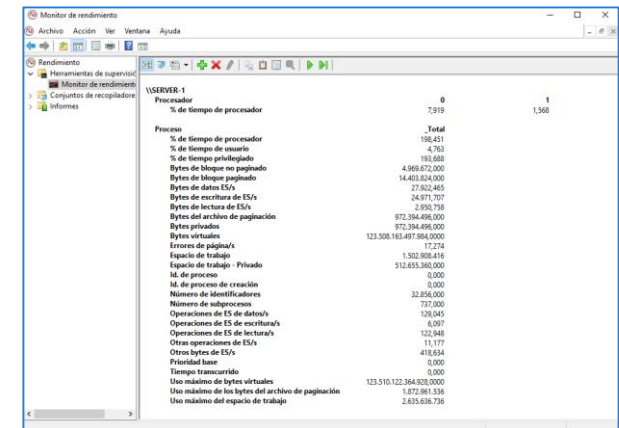 Monitor de rendimiento
Archivo Acción Ver Ventana Ayuda
Rendimiento
Herramientas de supervisić
Monitor de rendimient
Conjuntos de recopiladore
Informes
\\SERVER-1
Procesador 0 1
% de tiempo de procesador 7,919 1,568
Proceso _Total
% de tiempo de procesador 198,451
% de tiempo de usuario 4,763
% de tiempo privilegiado 193,688
Bytes de bloque no paginado 4.969.672,000
Bytes de bloque paginado 14.403.824,000
Bytes de datos ES/s 27.922,465
Bytes de escritura de ES/s 24.971,707
Bytes de lectura de ES/s 2.950,758
Bytes del archivo de paginación 972.394.496,000
Bytes privados 972.394.496,000
Bytes virtuales 123.508.163.497.984,0000
Errores de página/s 17,274
Espacio de trabajo 1.502.908.416
Espacio de trabajo - Privado 512.655.360,000
Id. de proceso 0,000
Id. de proceso de creación 0,000
Número de identificadores 32.856,000
Número de subprocesos 737,000
Operaciones de ES de datos/s 129,045
Operaciones de ES de escritura/s 6,097
Operaciones de ES de lectura/s 122,948
Otras operaciones de ES/s 11,177
Otros bytes de ES/s 418,634
Prioridad base 0,000
Tiempo transcurrido 0,000
Uso máximo de bytes virtuales 123.510.122.364.928,0000
Uso máximo de los bytes del archivo de paginación 1.872.961.536
Uso máximo del espacio de trabajo 2.635.636.736